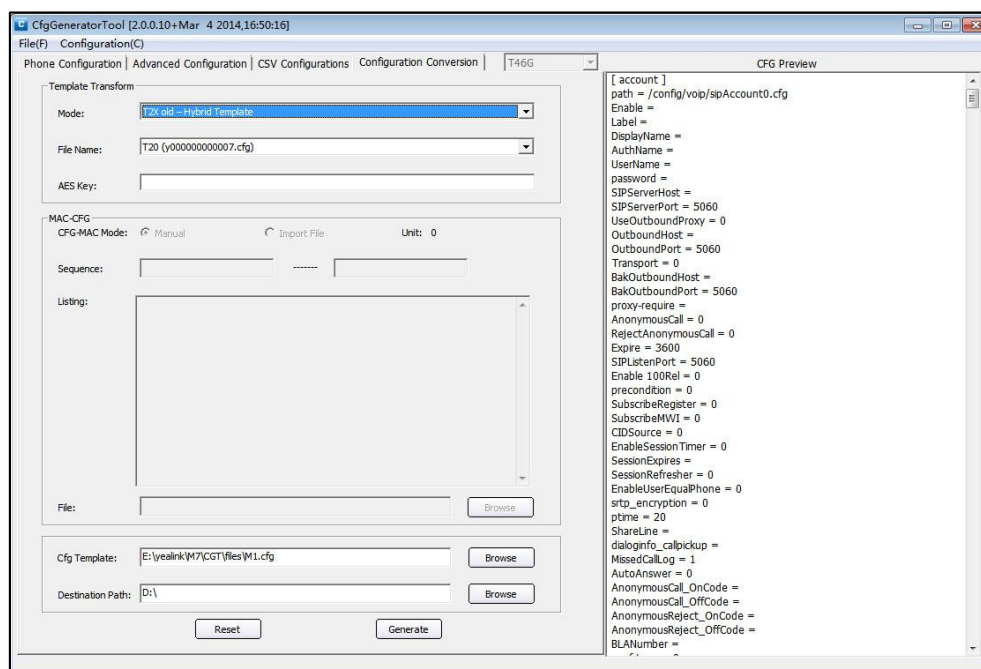 CfgGeneratorTool [2.0.0.10+Mar 4 2014,16:50:16]
File(F) Configuration(C)
Phone Configuration Advanced Configuration CSV Configurations Configuration Conversion T46G
Template Transform
Mode: T2X old – Hybrid Template
File Name: T20 (y000000000007.cfg)
AES Key:
MAC-CFG
CFG-MAC Mode: Manual Import File Unit: 0
Sequence: -------
Listing:
File: Browse
Cfg Template: E:\yealink\M7\CGT\files\M1.cfg Browse
Destination Path: D:\ Browse
Reset Generate
CFG Preview
[ account ]
path = /config/voip/sipAccount0.cfg
Enable =
Label =
DisplayName =
AuthName =
UserName =
password =
SIPServerHost =
SIPServerPort = 5060
UseOutboundProxy = 0
OutboundHost =
OutboundPort = 5060
Transport = 0
BakOutboundHost =
BakOutboundPort = 5060
proxy-require =
AnonymousCall = 0
RejectAnonymousCall = 0
Expire = 3600
SIPListenPort = 5060
Enable 100Rel = 0
precondition = 0
SubscribeRegister = 0
SubscribeMWI = 0
CIDSource = 0
EnableSessionTimer = 0
SessionExpires =
SessionRefresher = 0
EnableUserEqualPhone = 0
srtp_encryption = 0
ptime = 20
ShareLine =
dialoginfo_callpickup =
MissedCallLog = 1
AutoAnswer = 0
AnonymousCall_OnCode =
AnonymousCall_OffCode =
AnonymousReject_OnCode =
AnonymousReject_OffCode =
BLANumber =